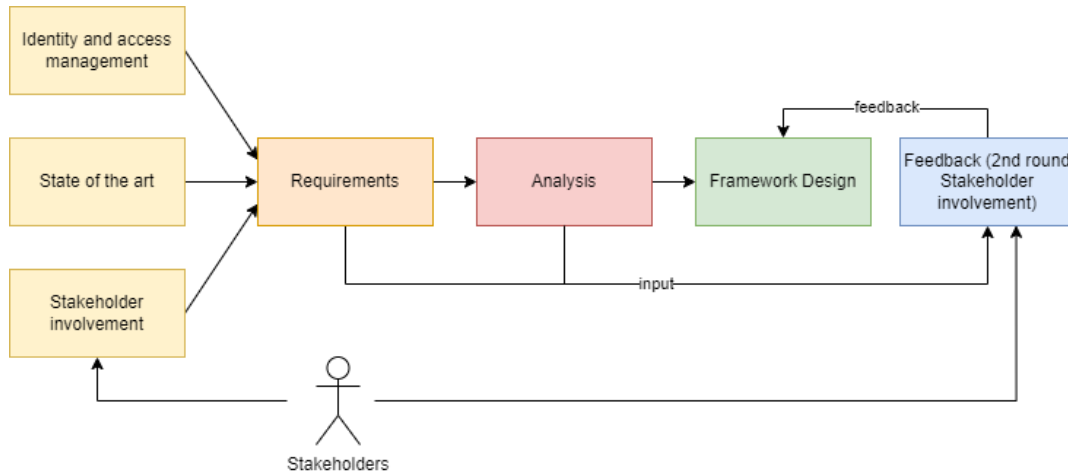 Identity and access
management
feedback
State of the art
Requirements
Analysis
Framework Design
Feedback (2nd round
Stakeholder
involvement)
Stakeholder
involvement
input
Stakeholders